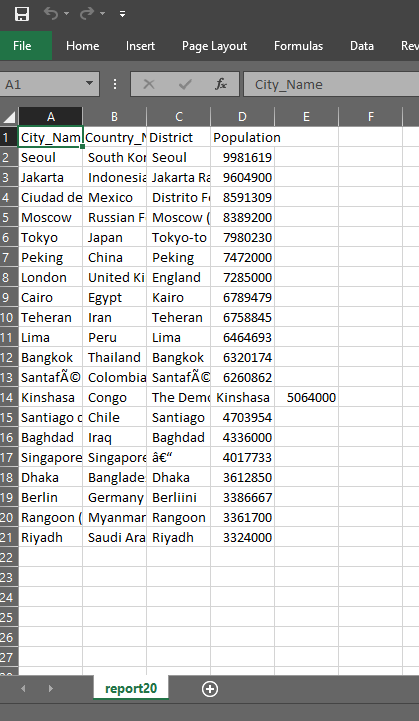 File Home Insert Page Layout Formulas Data Rev
A1 fx City_Name
A B C D E F
1 City_Nam Country_N District Population
2 Seoul South Kor Seoul 9981619
3 Jakarta Indonesia Jakarta Ra 9604900
4 Ciudad de Mexico Distrito Fe 8591309
5 Moscow Russian F Moscow ( 8389200
6 Tokyo Japan Tokyo-to 7980230
7 Peking China Peking 7472000
8 London United Ki England 7285000
9 Cairo Egypt Kairo 6789479
10 Teheran Iran Teheran 6758845
11 Lima Peru Lima 6464693
12 Bangkok Thailand Bangkok 6320174
13 SantafÃ© Colombia SantafÃ© 6260862
14 Kinshasa Congo The Demo Kinshasa 5064000
15 Santiago d Chile Santiago 4703954
16 Baghdad Iraq Baghdad 4336000
17 Singapore Singapore â€“ 4017733
18 Dhaka Banglade Dhaka 3612850
19 Berlin Germany Berliini 3386667
20 Rangoon ( Myanmar Rangoon 3361700
21 Riyadh Saudi Ara Riyadh 3324000
22
23
24
25
26
27
28
report20